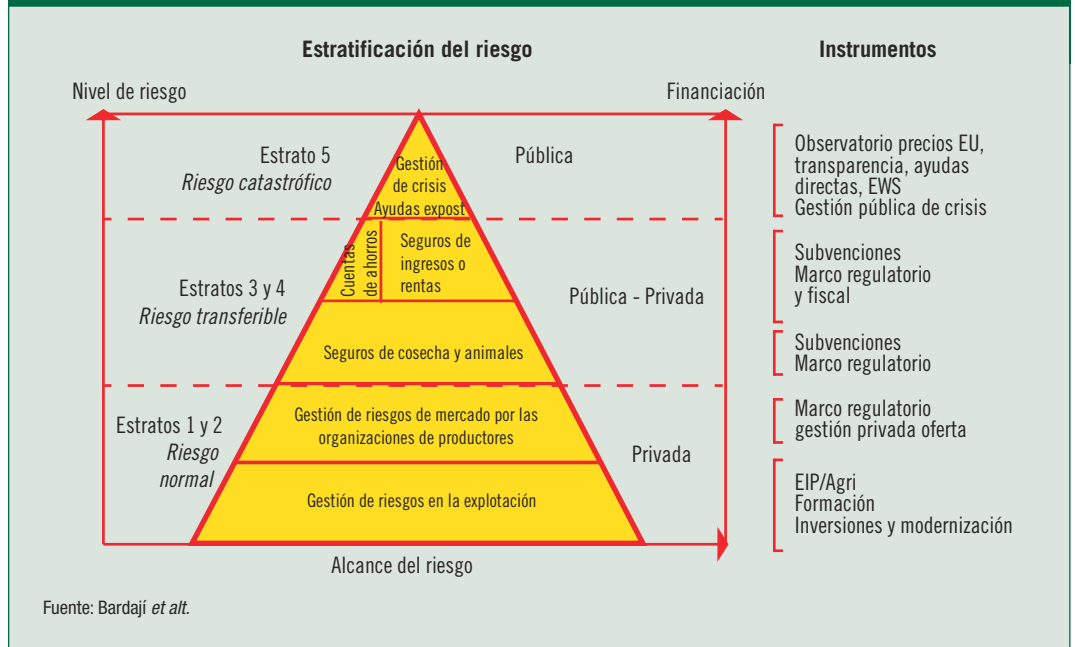 Estratificación del riesgo
Instrumentos
Nivel de riesgo
Financiación
Estrato 5
Riesgo catastrófico
Gestión
de crisis
Ayudas expost
Pública
Observatorio precios EU,
transparencia, ayudas
directas, EWS
Gestión pública de crisis
Estratos 3 y 4
Riesgo transferible
Cuentas
de ahorros
Seguros de
ingresos o
rentas
Pública - Privada
Subvenciones
Marco regulatorio
y fiscal
Seguros de cosecha y animales
Subvenciones
Marco regulatorio
Estratos 1 y 2
Riesgo
normal
Gestión de riesgos de mercado por las
organizaciones de productores
Privada
Marco regulatorio
gestión privada oferta
Gestión de riesgos en la explotación
EIP/Agri
Formación
Inversiones y modernización
Alcance del riesgo
Fuente: Bardají et alt.